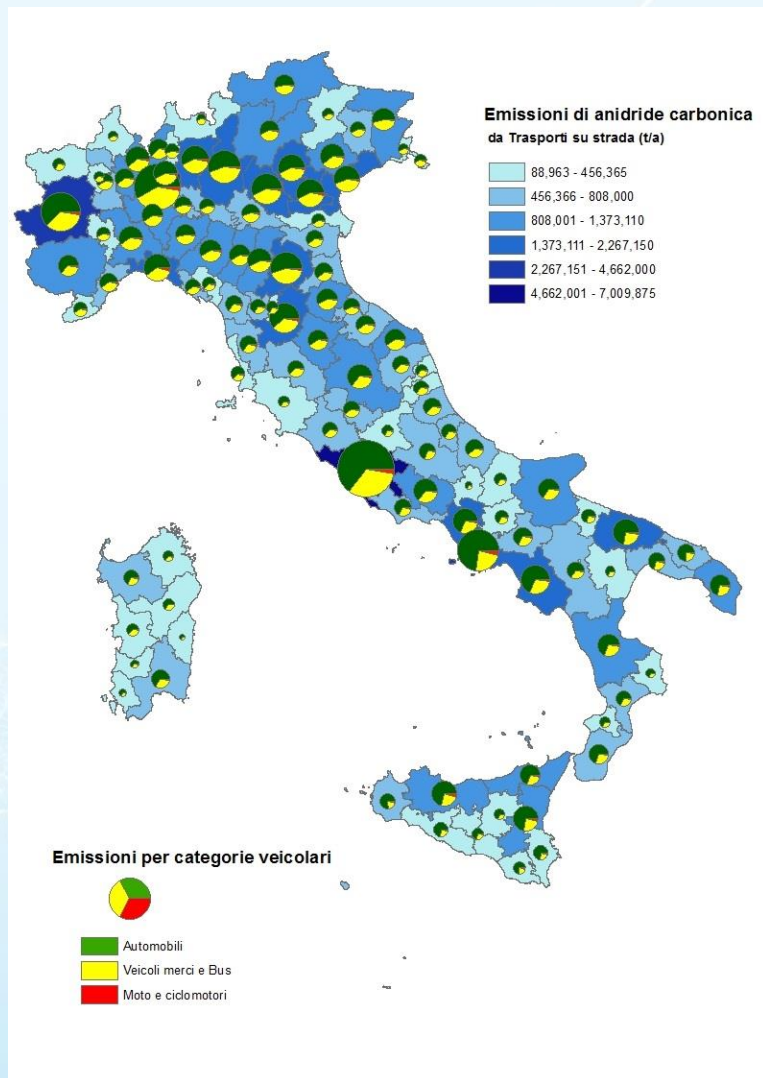 Emissioni di anidride carbonica
da Trasporti su strada (t/a)
88,963 - 456,365
456,366 - 808,000
808,001 - 1,373,110
1,373,111 - 2,267,150
2,267,151 - 4,662,000
4,662,001 - 7,009,875
Emissioni per categorie veicolari
Automobili
Veicoli merci e Bus
Moto e ciclomotori